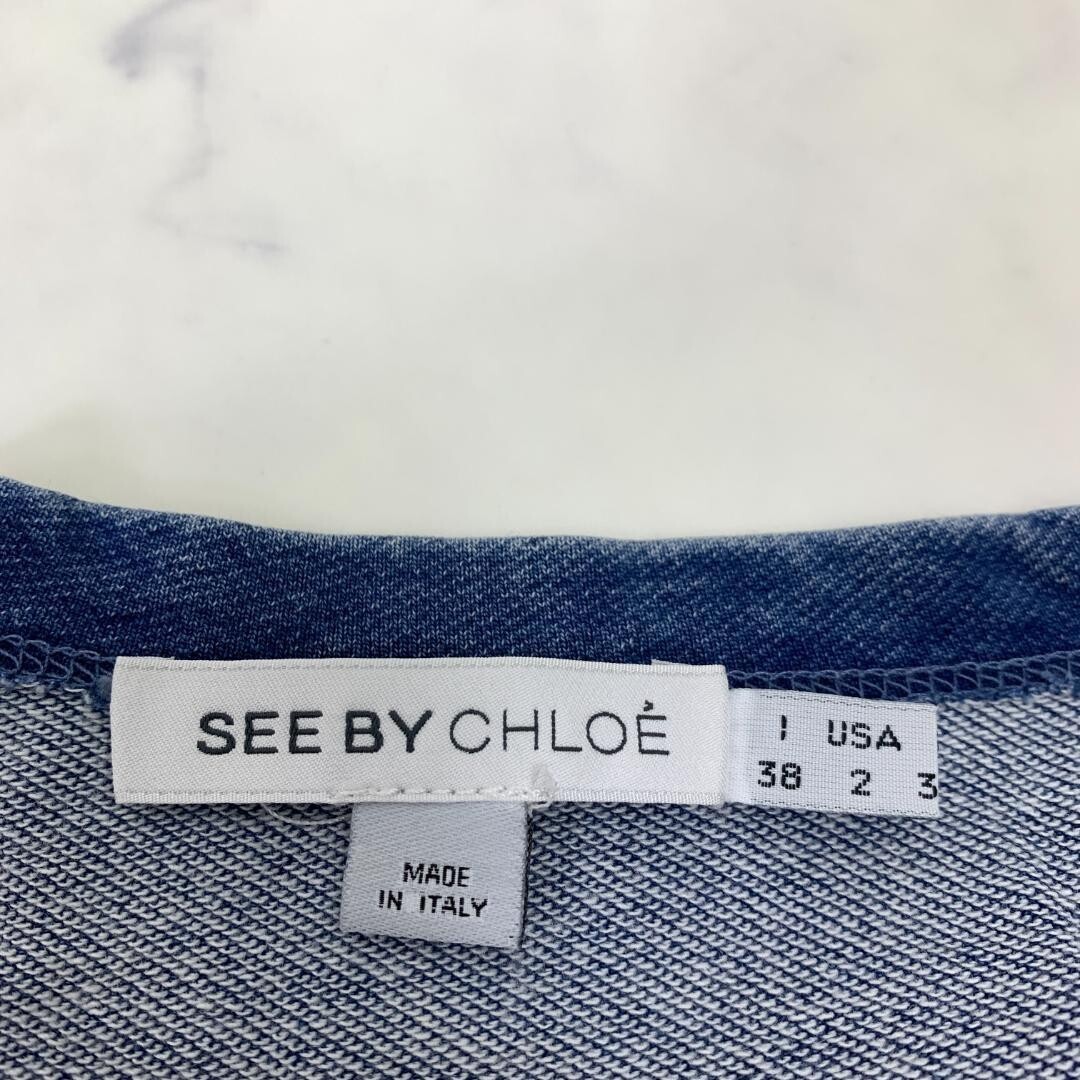 SEE BY CHLOÉ
I USA
38 2 3
MADE
IN ITALY